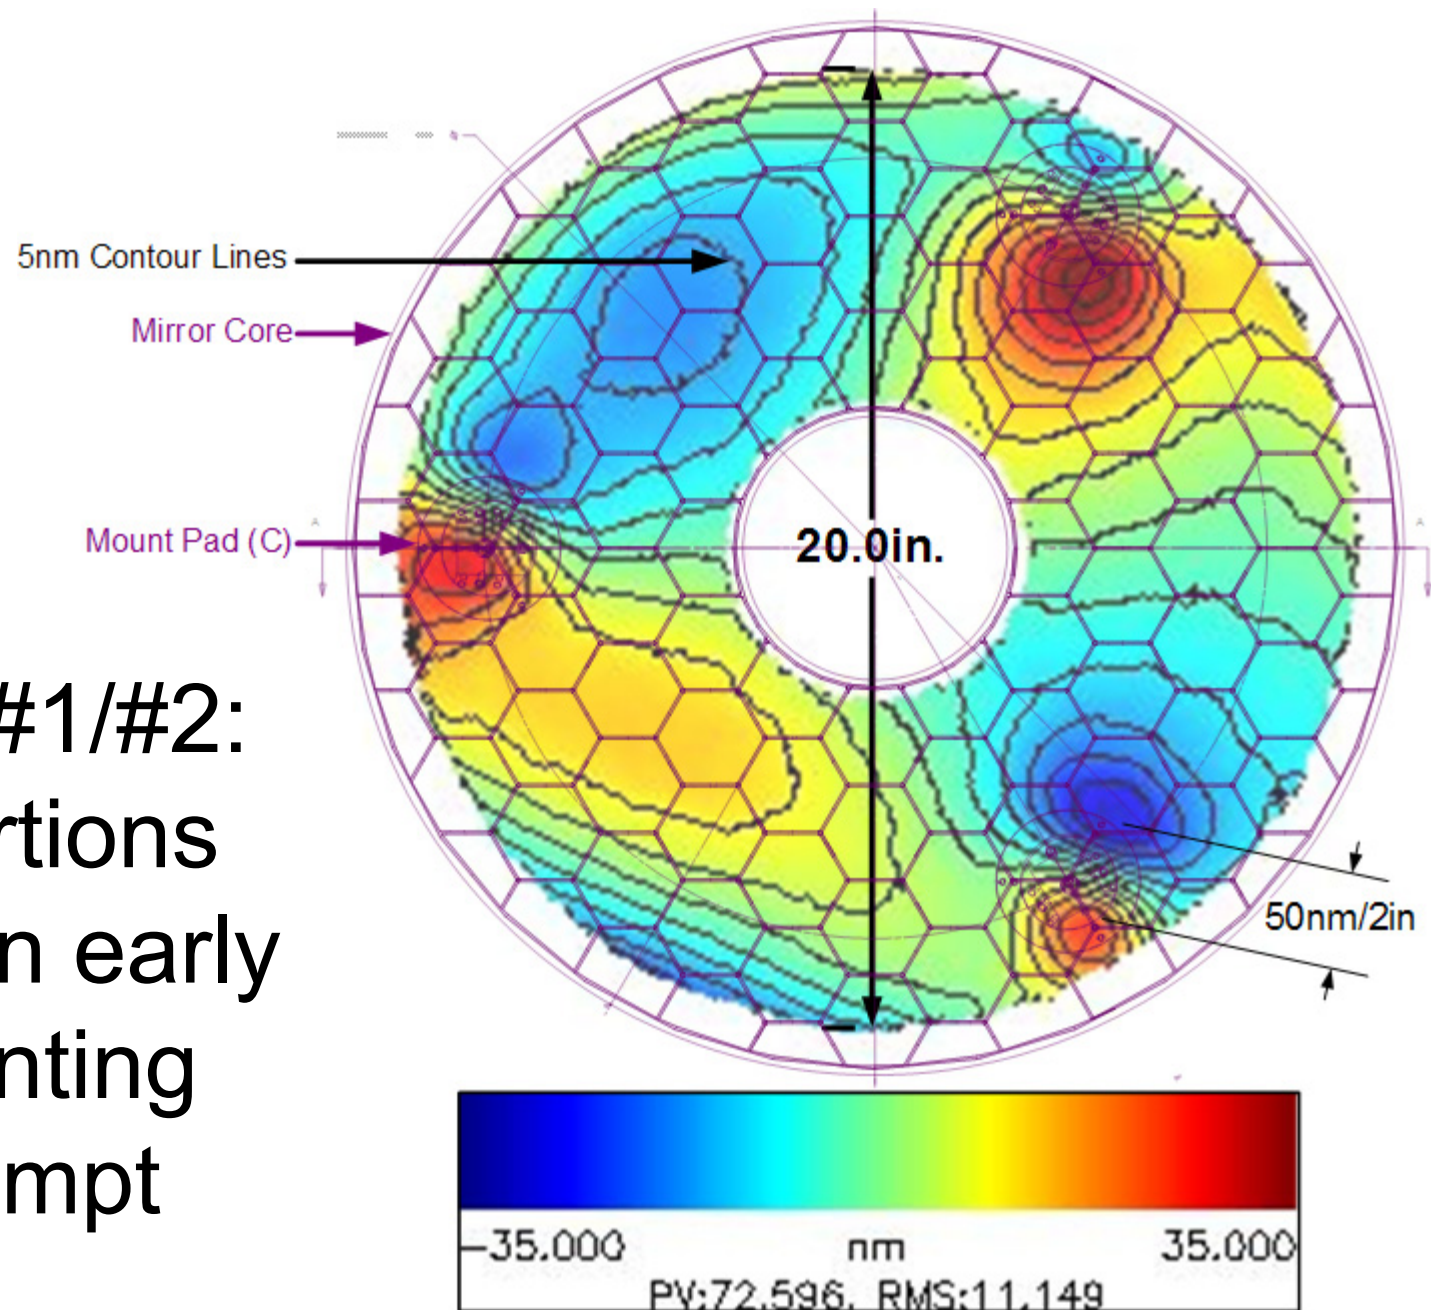 5nm Contour Lines
Mirror Core
Mount Pad (C)
20.0in.
#1/#2:
rtions
n early
nting
mpt
50nm/2in
-35.000 nm 35.000
PV:72.596, RMS:11.149